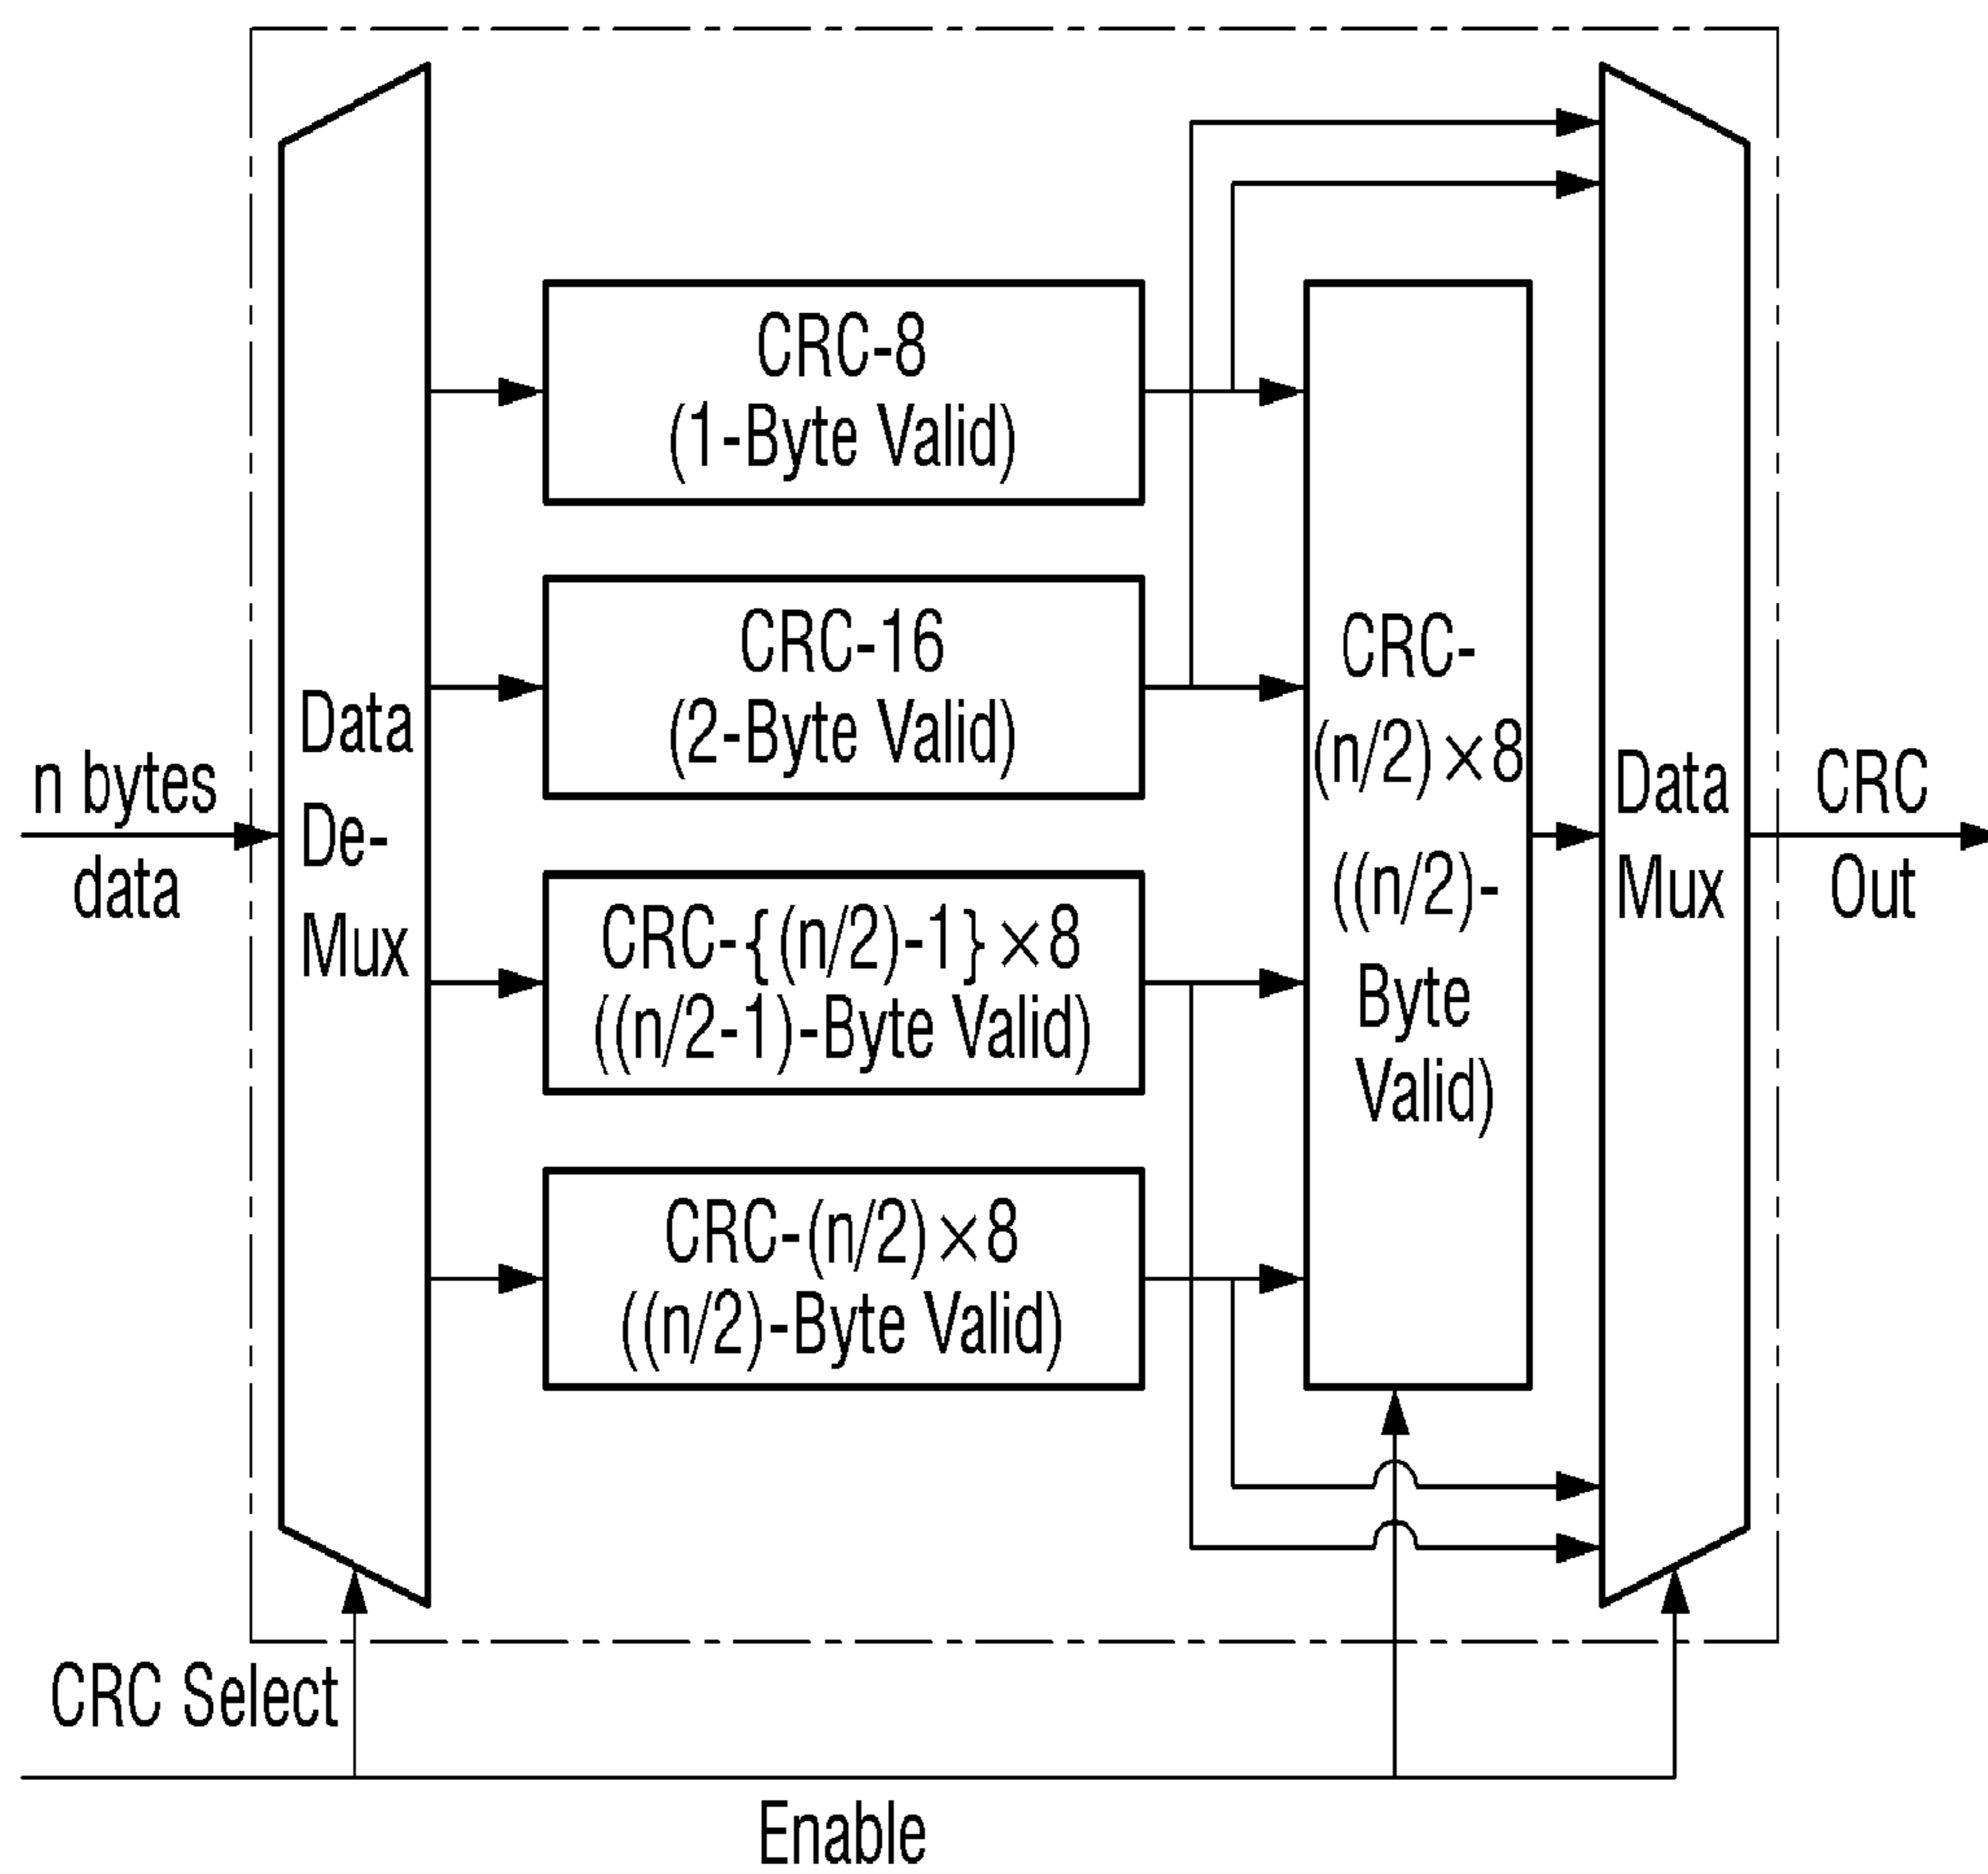 n bytes
data
Data
De-
Mux
CRC-8
(1-Byte Valid)
CRC-16
(2-Byte Valid)
CRC-{(n/2)-1}×8
((n/2-1)-Byte Valid)
CRC-(n/2)×8
((n/2)-Byte Valid)
CRC-
(n/2)×8
((n/2)-
Byte
Valid)
Data
Mux
CRC
Out
CRC Select
Enable